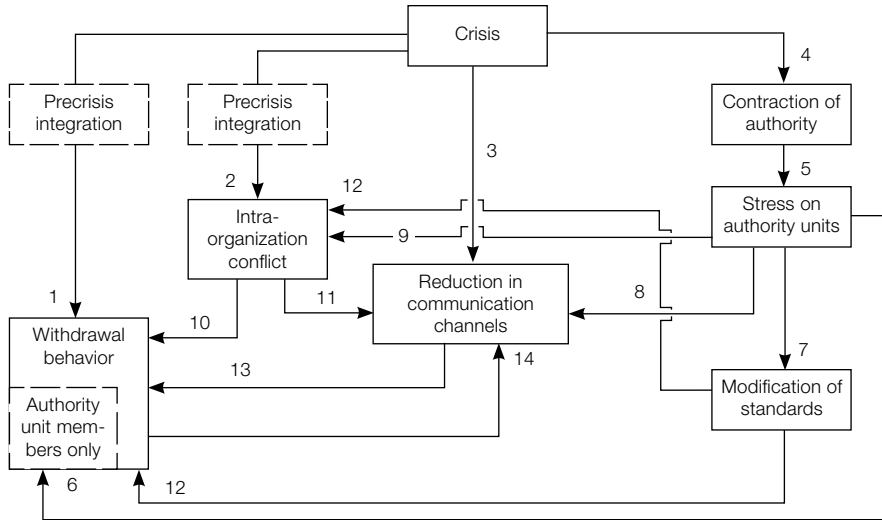 Crisis
4
Precrisis
integration
Precrisis
integration
Contraction of
authority
3
5
2
12
Intra-
organization
conflict
Stress on
authority units
9
Reduction in
communication
channels
1
11
8
10
Withdrawal
behavior
14
7
13
Modification of
standards
Authority
unit mem-
bers only
6
12